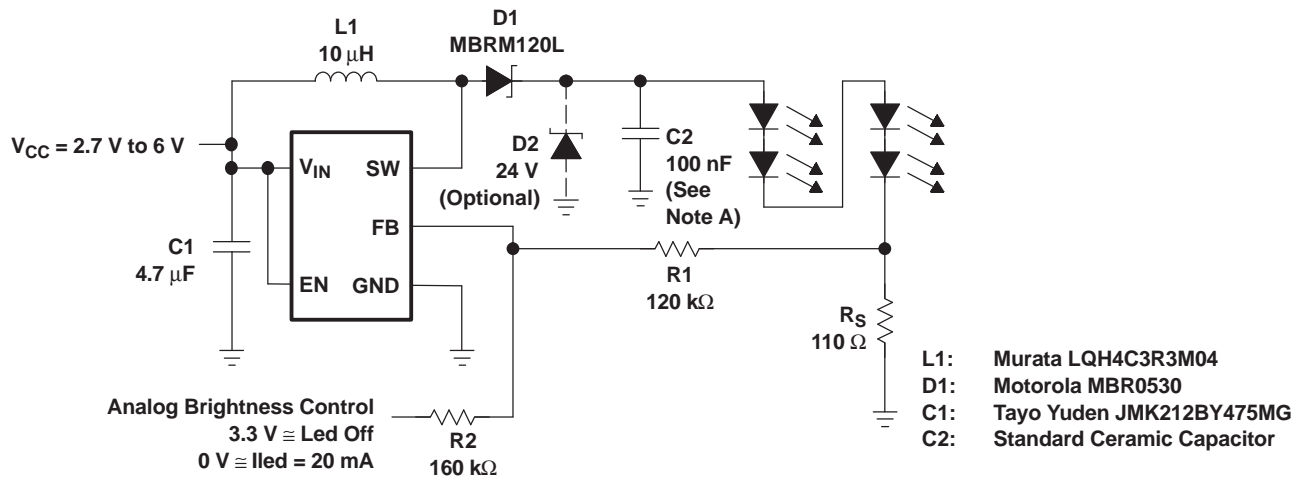 L1
10 μH
D1
MBRM120L
VCC = 2.7 V to 6 V
VIN
SW
FB
EN
GND
C1
4.7 μF
D2
24 V
(Optional)
C2
100 nF
(See
Note A)
R1
120 kΩ
RS
110 Ω
Analog Brightness Control
3.3 V ≅ Led Off
0 V ≅ Iled = 20 mA
R2
160 kΩ
L1: Murata LQH4C3R3M04
D1: Motorola MBR0530
C1: Tayo Yuden JMK212BY475MG
C2: Standard Ceramic Capacitor